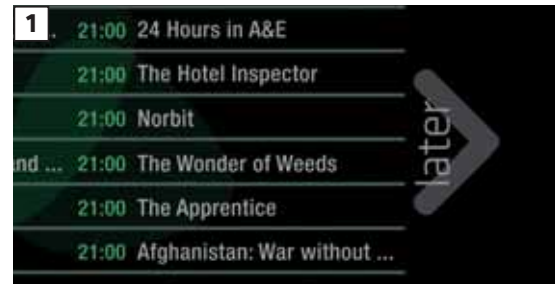 1
. 21:00 24 Hours in A&E
21:00 The Hotel Inspector
21:00 Norbit
and ... 21:00 The Wonder of Weeds
21:00 The Apprentice
21:00 Afghanistan: War without ...
later